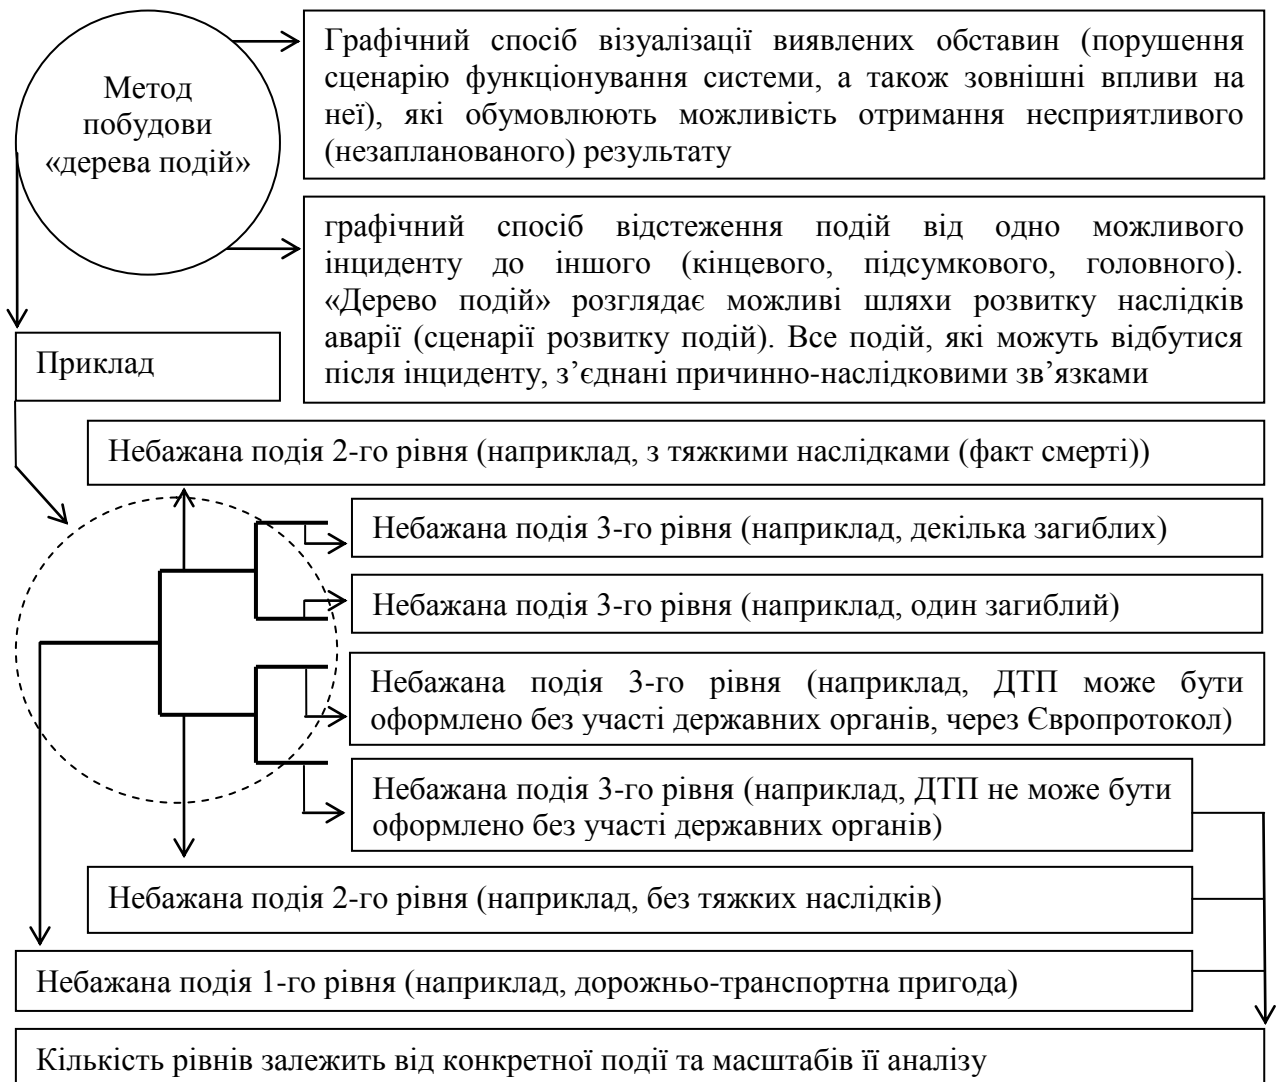 Метод
побудови
«дерева подій»
Графічний спосіб візуалізації виявлених обставин (порушення
сценарію функціонування системи, а також зовнішні впливи на
неї), які обумовлюють можливість отримання несприятливого
(незапланованого) результату
графічний спосіб відстеження подій від одно можливого
інциденту до іншого (кінцевого, підсумкового, головного).
«Дерево подій» розглядає можливі шляхи розвитку наслідків
аварії (сценарії розвитку подій). Все подій, які можуть відбутися
після інциденту, з’єднані причинно-наслідковими зв’язками
Приклад
Небажана подія 2-го рівня (наприклад, з тяжкими наслідками (факт смерті))
Небажана подія 3-го рівня (наприклад, декілька загиблих)
Небажана подія 3-го рівня (наприклад, один загиблий)
Небажана подія 3-го рівня (наприклад, ДТП може бути
оформлено без участі державних органів, через Європротокол)
Небажана подія 3-го рівня (наприклад, ДТП не може бути
оформлено без участі державних органів)
Небажана подія 2-го рівня (наприклад, без тяжких наслідків)
Небажана подія 1-го рівня (наприклад, дорожньо-транспортна пригода)
Кількість рівнів залежить від конкретної події та масштабів її аналізу